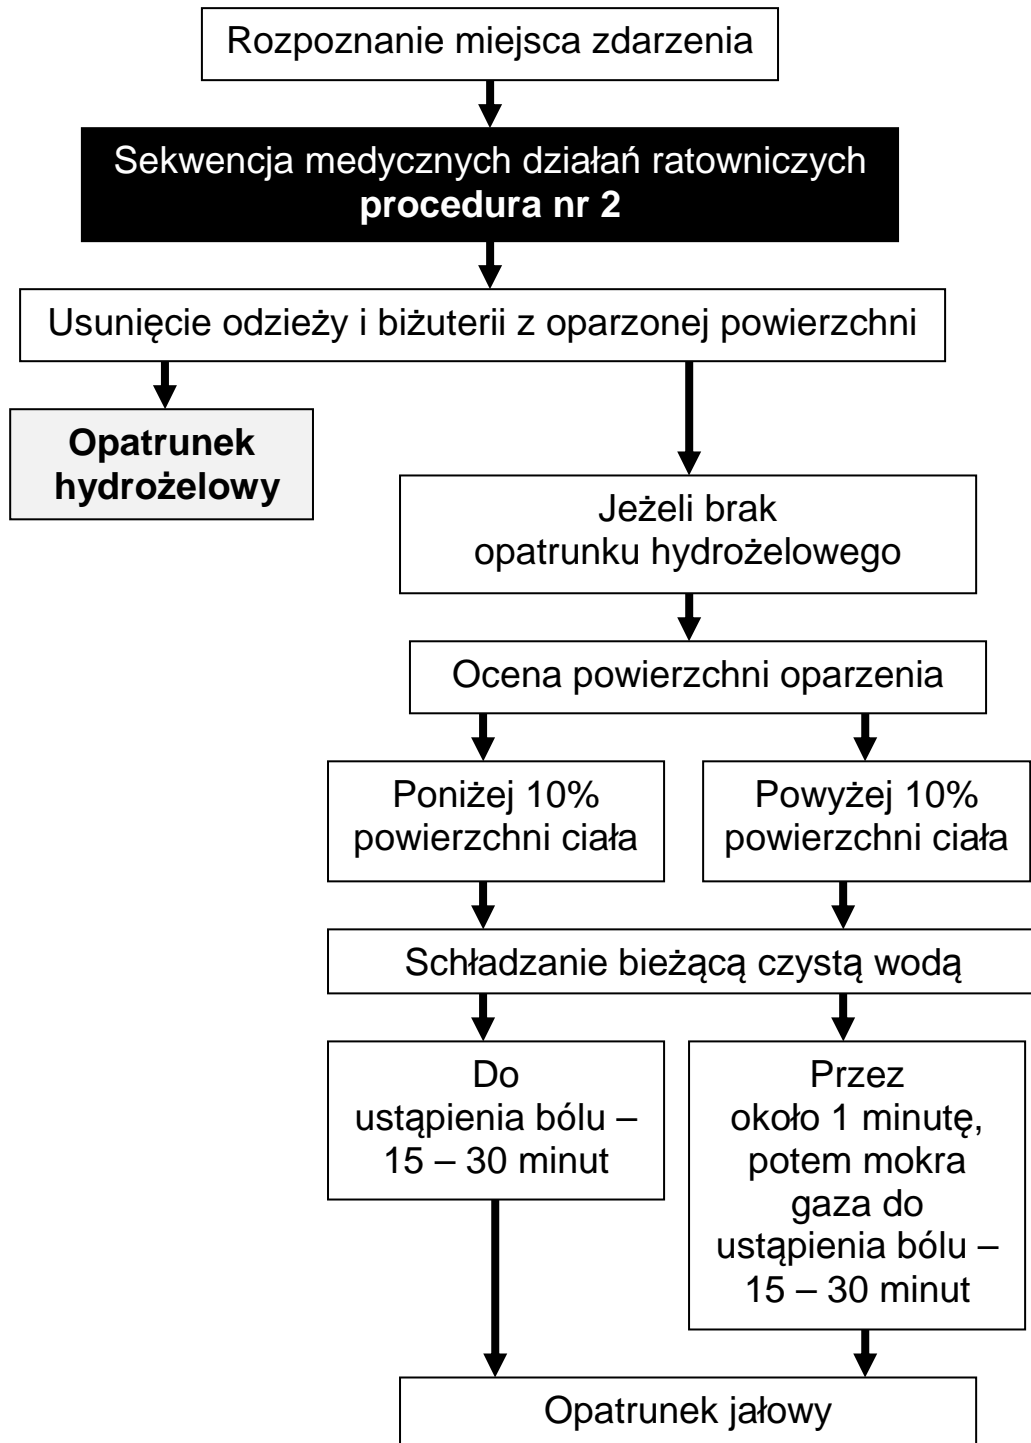 Rozpoznanie miejsca zdarzenia
Sekwencja medycznych działań ratowniczych
procedura nr 2
Usunięcie odzieży i biżuterii z oparzonej powierzchni
Opatrunek
hydrożelowy
Jeżeli brak
opatrunku hydrożelowego
Ocena powierzchni oparzenia
Poniżej 10%
powierzchni ciała
Powyżej 10%
powierzchni ciała
Schładzanie bieżącą czystą wodą
Do
ustąpienia bólu –
15 – 30 minut
Przez
około 1 minutę,
potem mokra
gaza do
ustąpienia bólu –
15 – 30 minut
Opatrunek jałowy